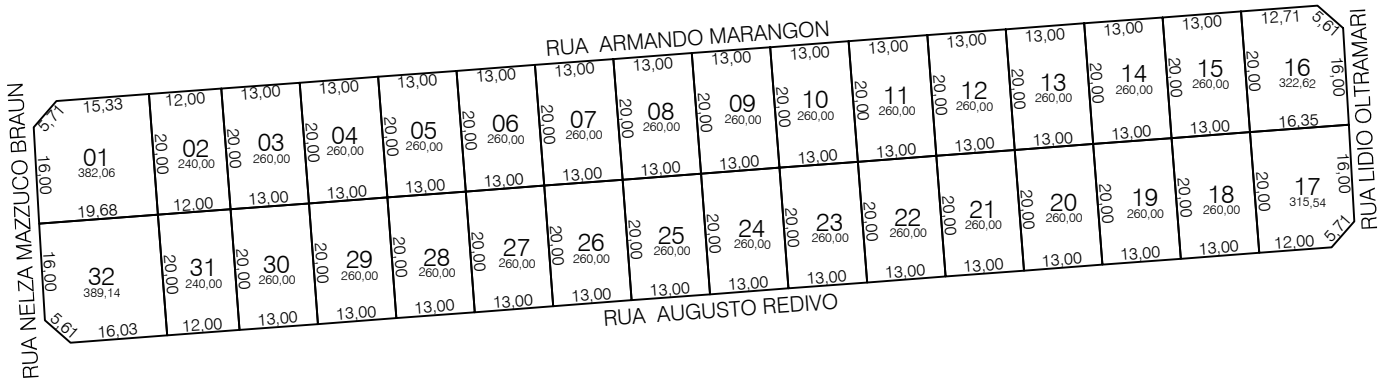 RUA ARMANDO MARANGON
RUA NELZA MAZZUCO BRAUN
RUA LIDIO OLTRAMARI
5,71 15,33 12,00 13,00 13,00 13,00 13,00 13,00 13,00 13,00 13,00 13,00 13,00 13,00 13,00 13,00 12,71 5,61
16,00 20,00 20,00 20,00 20,00 20,00 20,00 20,00 20,00 20,00 20,00 20,00 20,00 20,00 20,00 20,00 16,00
01 02 03 04 05 06 07 08 09 10 11 12 13 14 15 16
382,06 240,00 260,00 260,00 260,00 260,00 260,00 260,00 260,00 260,00 260,00 260,00 260,00 260,00 260,00 322,62
19,68 12,00 13,00 13,00 13,00 13,00 13,00 13,00 13,00 13,00 13,00 13,00 13,00 13,00 13,00 16,35
16,00 20,00 20,00 20,00 20,00 20,00 20,00 20,00 20,00 20,00 20,00 20,00 20,00 20,00 20,00 20,00 16,00
32 31 30 29 28 27 26 25 24 23 22 21 20 19 18 17
389,14 240,00 260,00 260,00 260,00 260,00 260,00 260,00 260,00 260,00 260,00 260,00 260,00 260,00 260,00 315,54
5,61 16,03 12,00 13,00 13,00 13,00 13,00 13,00 13,00 13,00 13,00 13,00 13,00 13,00 13,00 13,00 12,00 5,71
RUA AUGUSTO REDIVO